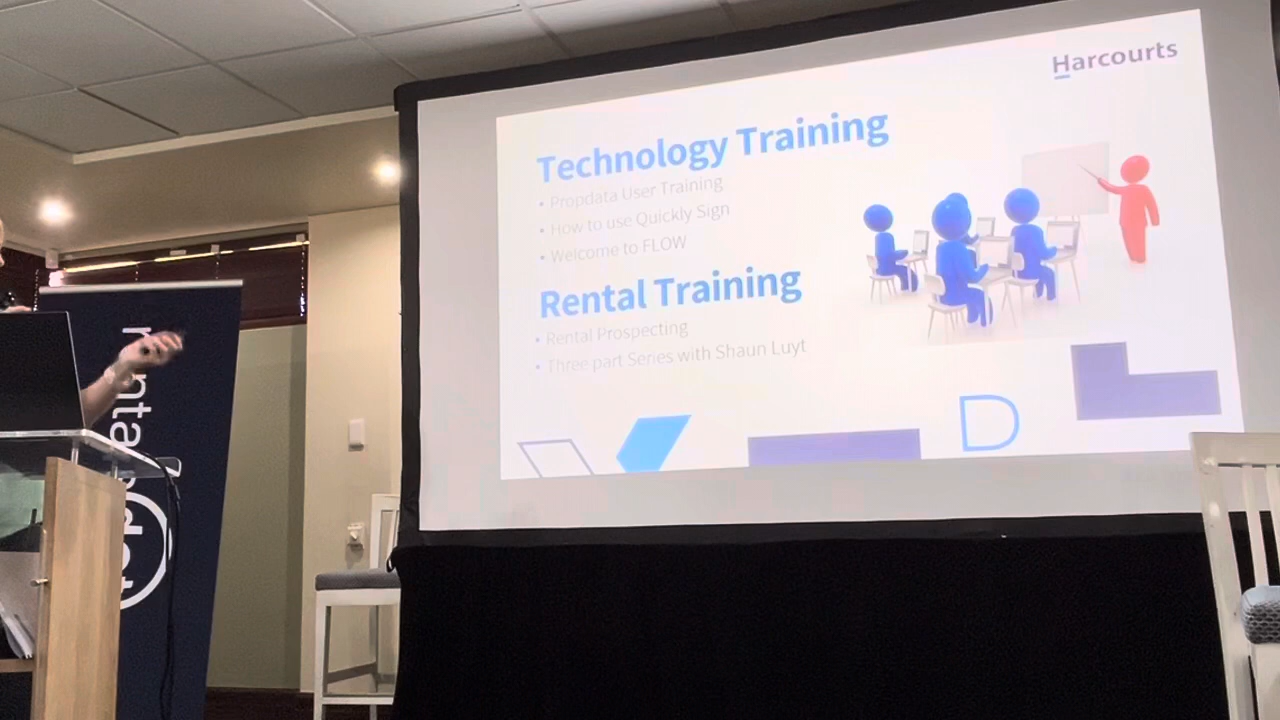 Harcourts
Technology Training
• Propdata User Training
• How to use Quickly Sign
• Welcome to FLOW
Rental Training
• Rental Prospecting
• Three part Series with Shaun Luyt
D